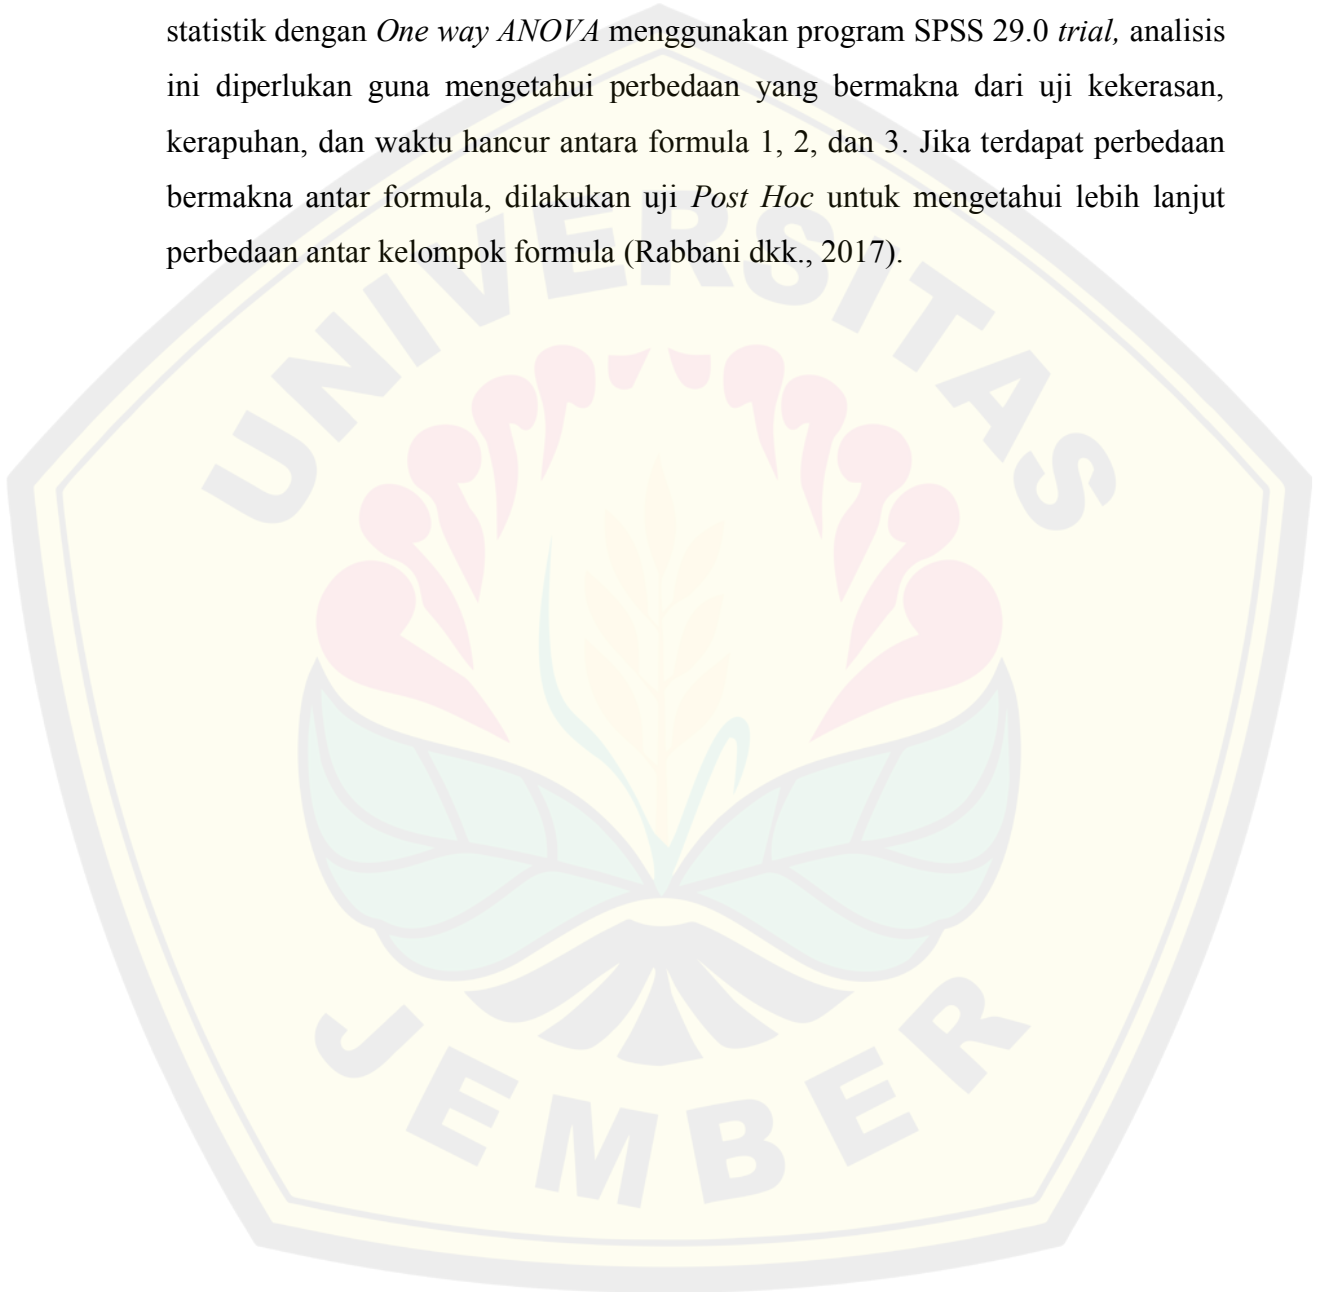 statistik dengan One way ANOVA menggunakan program SPSS 29.0 trial, analisis
ini diperlukan guna mengetahui perbedaan yang bermakna dari uji kekerasan,
kerapuhan, dan waktu hancur antara formula 1, 2, dan 3. Jika terdapat perbedaan
bermakna antar formula, dilakukan uji Post Hoc untuk mengetahui lebih lanjut
perbedaan antar kelompok formula (Rabbani dkk., 2017).
UNIVERSITAS
JEMBER